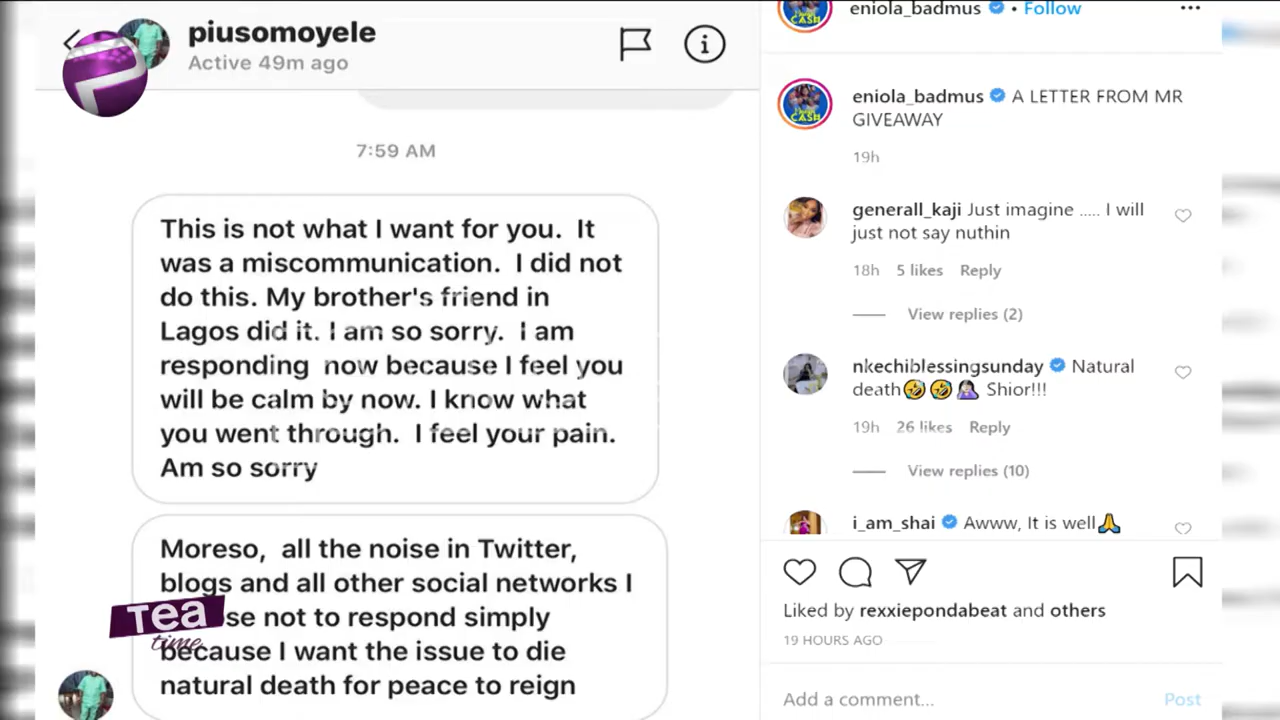 piusomoyele
Active 49m ago
7:59 AM
This is not what I want for you. It
was a miscommunication. I did not
do this. My brother's friend in
Lagos did it. I am so sorry. I am
responding now because I feel you
will be calm by now. I know what
you went through. I feel your pain.
Am so sorry
Moreso, all the noise in Twitter,
blogs and all other social networks I
se not to respond simply
because I want the issue to die
natural death for peace to reign
Tea
time
eniola_badmus • Follow
eniola_badmus A LETTER FROM MR
GIVEAWAY
19h
generall_kaji Just imagine ..... I will
just not say nuthin
18h 5 likes Reply
View replies (2)
nkechiblessingsunday Natural
death🤣🤣🤦🏻‍♀️ Shior!!!
19h 26 likes Reply
View replies (10)
i_am_shai Awww, It is well🙏
Liked by rexxiepondabeat and others
19 HOURS AGO
Add a comment...
Post